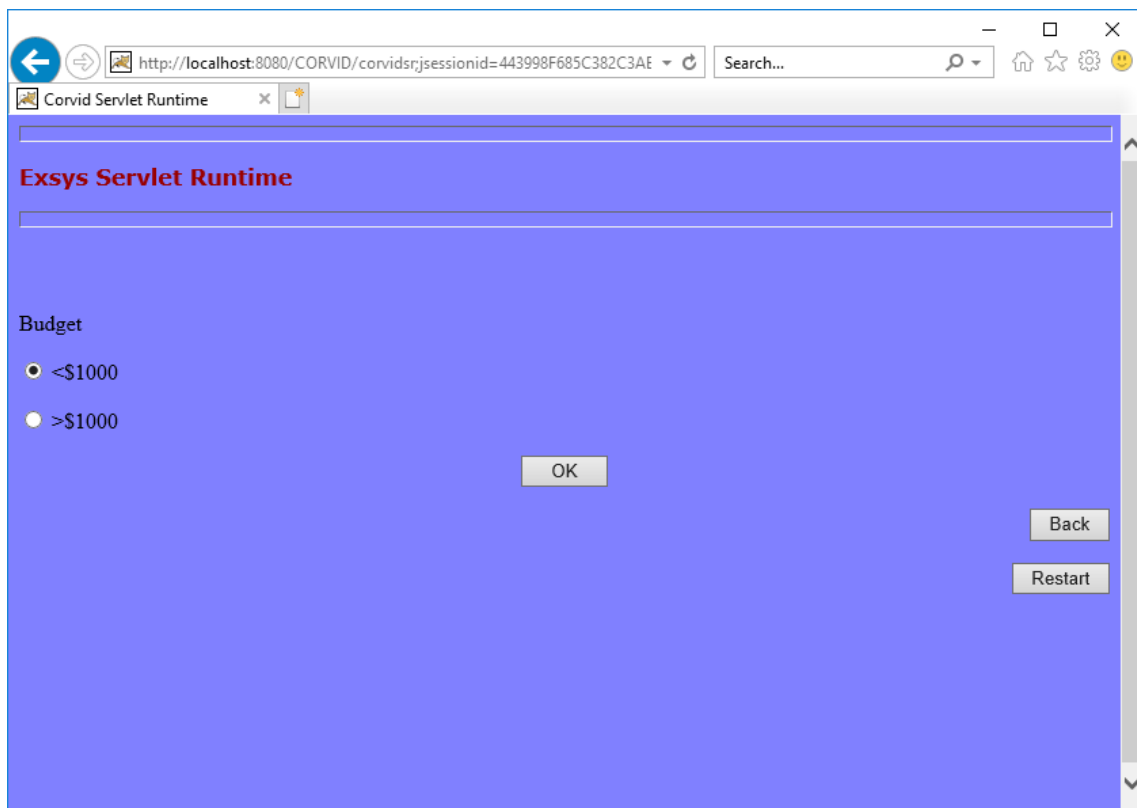 http://localhost:8080/CORVID/corvidsr;jsessionid=443998F685C382C3AE
Search...
Corvid Servlet Runtime
Exsys Servlet Runtime
Budget
<$1000
>$1000
OK
Back
Restart